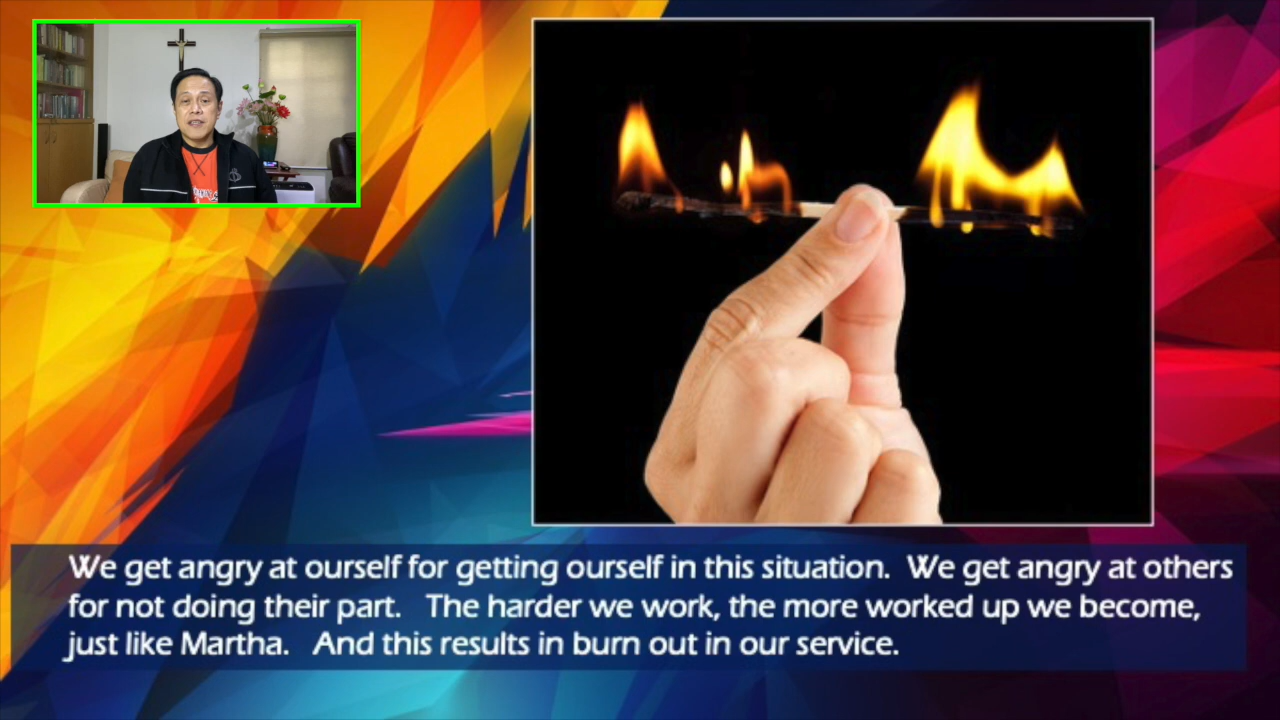 We get angry at ourself for getting ourself in this situation. We get angry at others
for not doing their part. The harder we work, the more worked up we become,
just like Martha. And this results in burn out in our service.